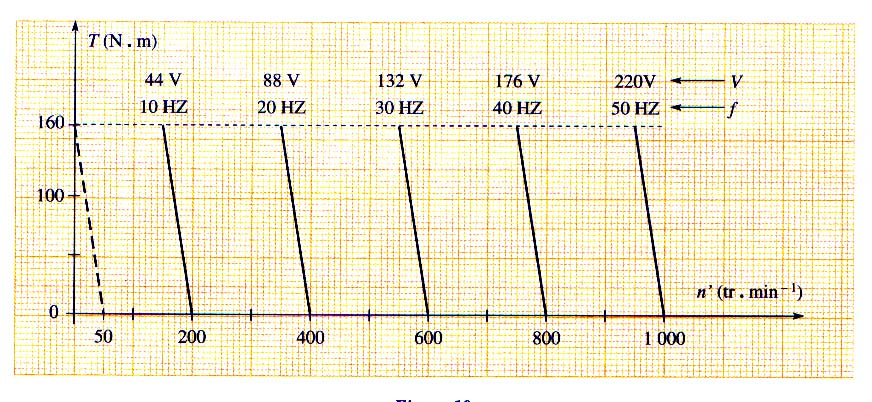 T (N . m)
44 V 88 V 132 V 176 V 220V V
10 HZ 20 HZ 30 HZ 40 HZ 50 HZ f
160
100
n' (tr . min⁻¹)
0
50 200 400 600 800 1 000